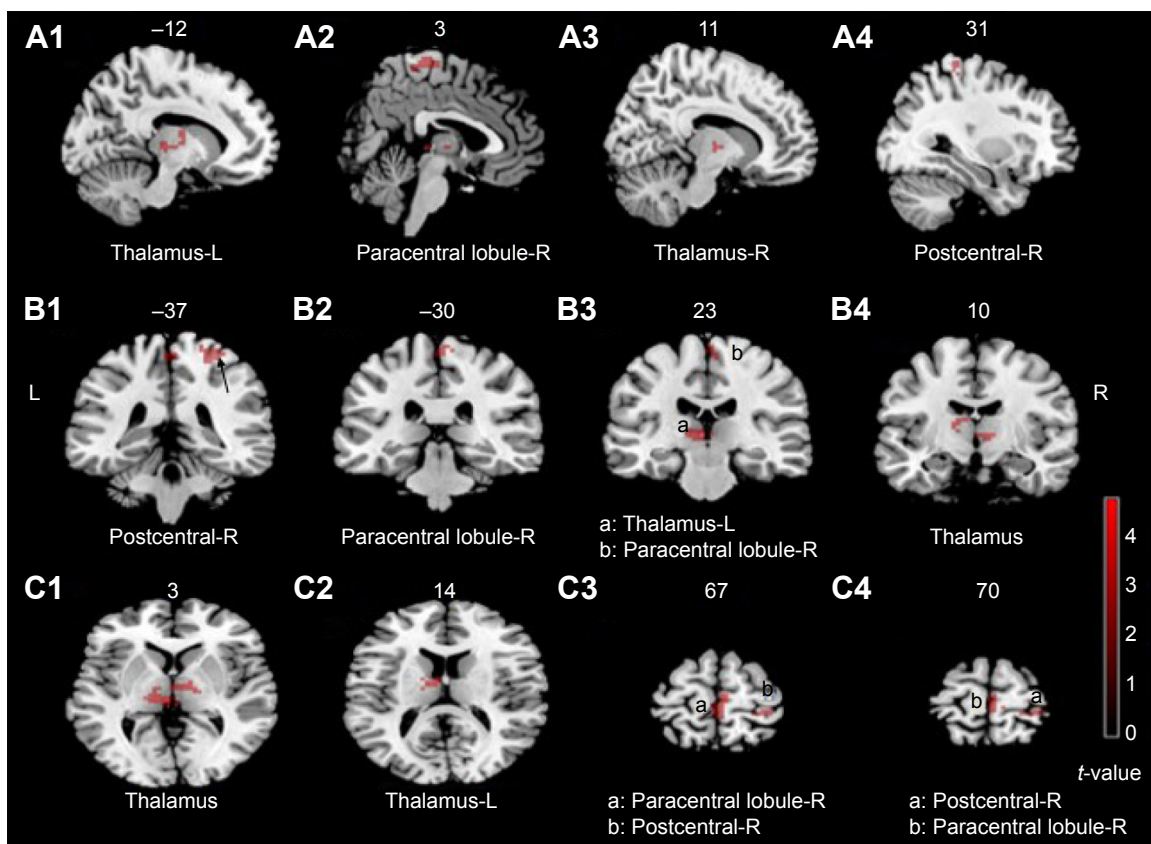 A1 –12 A2 3 A3 11 A4 31
Thalamus-L Paracentral lobule-R Thalamus-R Postcentral-R
B1 –37 B2 –30 B3 23 B4 10
b
L R
a
Postcentral-R Paracentral lobule-R a: Thalamus-L Thalamus
b: Paracentral lobule-R
4
3
2
1
0
t-value
C1 3 C2 14 C3 67 C4 70
b a
a b
Thalamus Thalamus-L a: Paracentral lobule-R a: Postcentral-R
b: Postcentral-R b: Paracentral lobule-R